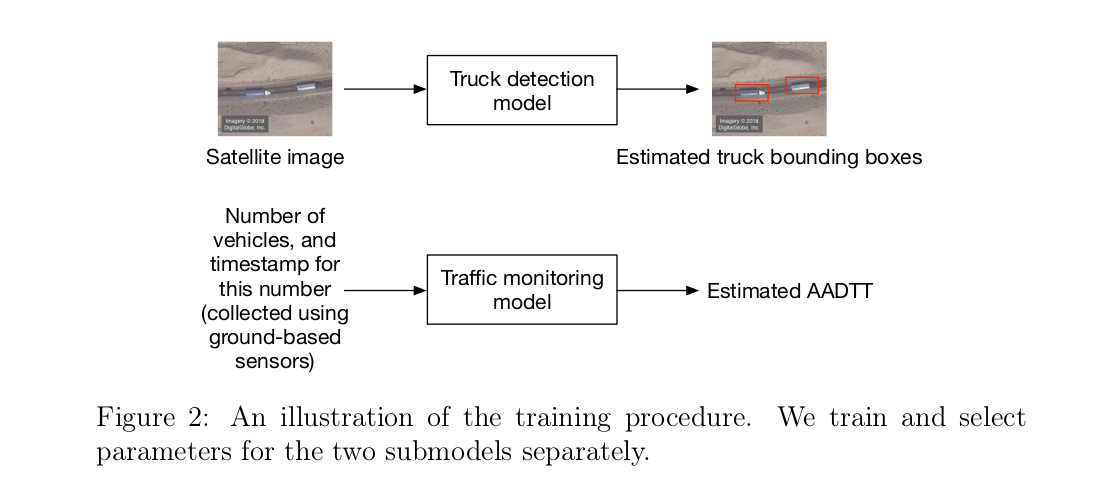 Imagery © 2018
DigitalGlobe, Inc.
Satellite image
Truck detection
model
Imagery © 2018
DigitalGlobe, Inc.
Estimated truck bounding boxes
Number of
vehicles, and
timestamp for
this number
(collected using
ground-based
sensors)
Traffic monitoring
model
Estimated AADTT
Figure 2: An illustration of the training procedure. We train and select
parameters for the two submodels separately.